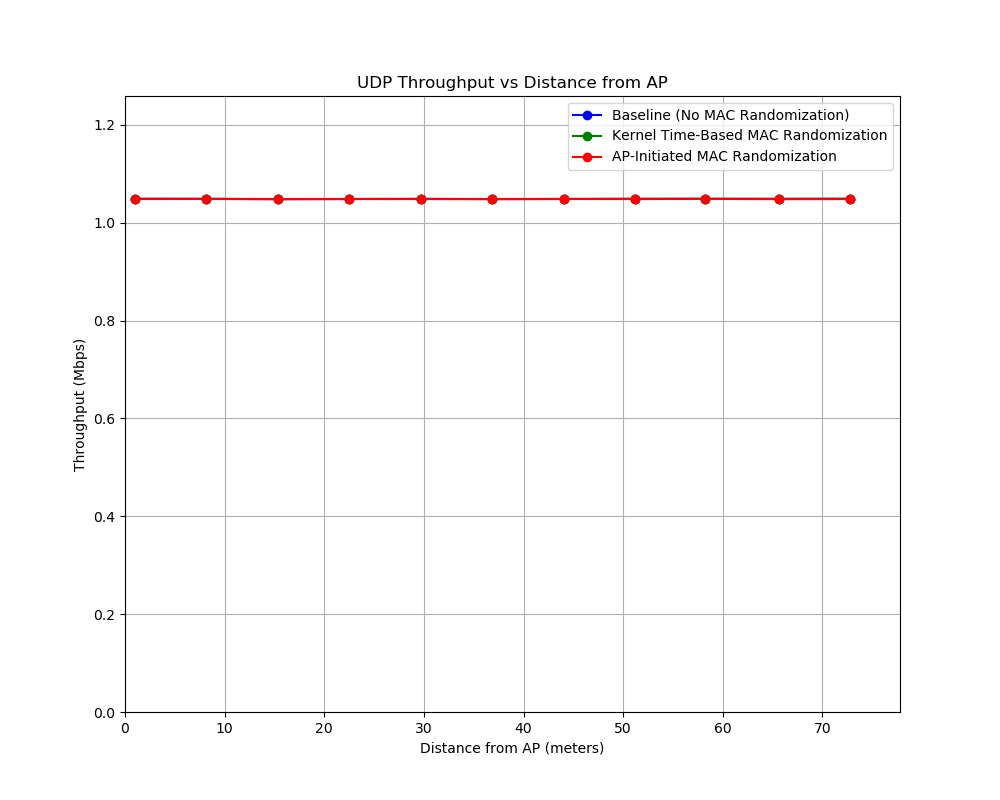 UDP Throughput vs Distance from AP
Baseline (No MAC Randomization)
Kernel Time-Based MAC Randomization
AP-Initiated MAC Randomization
Throughput (Mbps)
1.2
1.0
0.8
0.6
0.4
0.2
0.0
0 10 20 30 40 50 60 70
Distance from AP (meters)